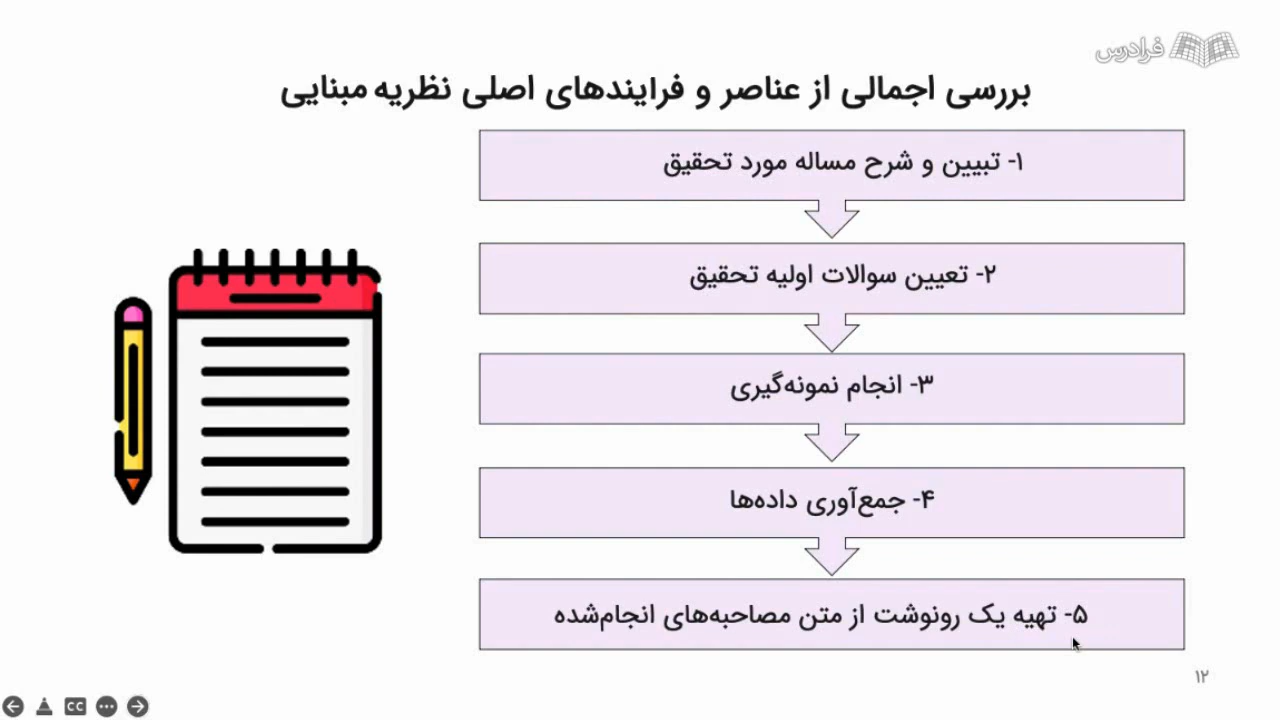 فرادرس
بررسی اجمالی از عناصر و فرایندهای اصلی نظریه مبنایی
۱- تبیین و شرح مساله مورد تحقیق
۲- تعیین سوالات اولیه تحقیق
۳- انجام نمونه‌گیری
۴- جمع‌آوری داده‌ها
۵- تهیه یک رونوشت از متن مصاحبه‌های انجام‌شده
۱۲
CC